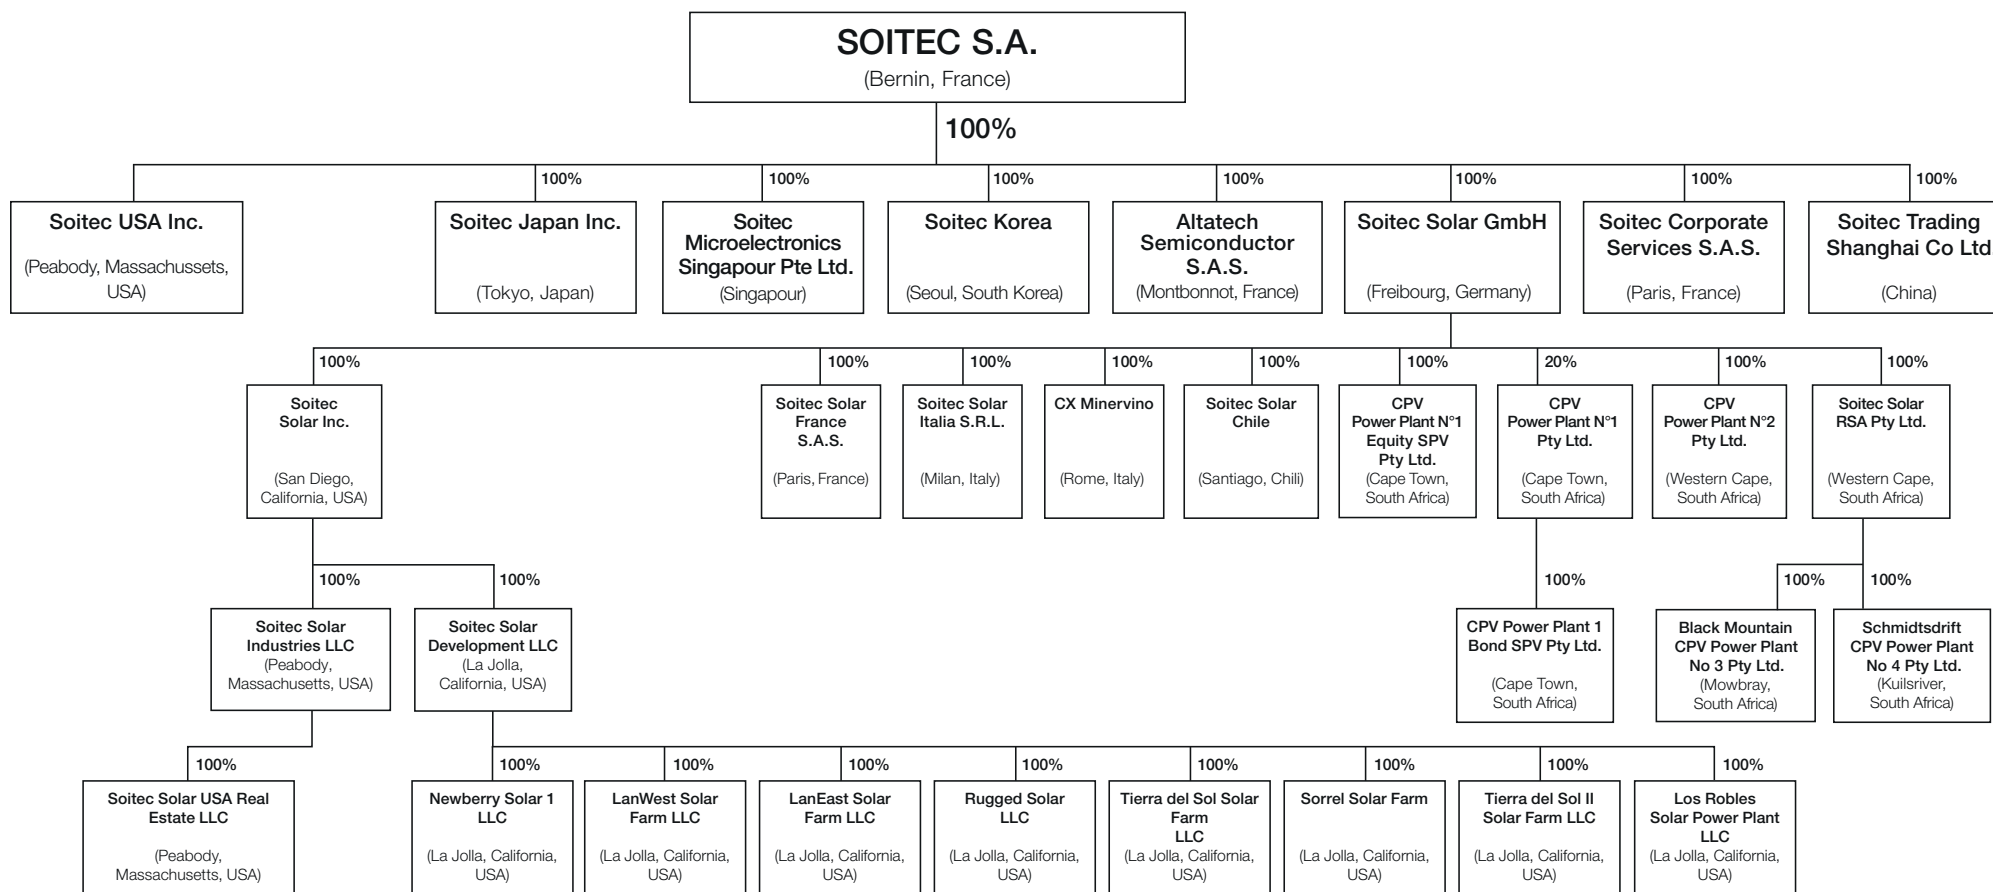 SOITEC S.A.
(Bernin, France)
100%
100%
100%
100%
100%
100%
100%
100%
Soitec USA Inc.
(Peabody, Massachussets,
USA)
Soitec Japan Inc.
(Tokyo, Japan)
Soitec
Microelectronics
Singapour Pte Ltd.
(Singapour)
Soitec Korea
(Seoul, South Korea)
Altatech
Semiconductor
S.A.S.
(Montbonnot, France)
Soitec Solar GmbH
(Freibourg, Germany)
Soitec Corporate
Services S.A.S.
(Paris, France)
Soitec Trading
Shanghai Co Ltd.
(China)
100%
100%
100%
100%
100%
100%
20%
100%
100%
Soitec
Solar Inc.
(San Diego,
California, USA)
Soitec Solar
France
S.A.S.
(Paris, France)
Soitec Solar
Italia S.R.L.
(Milan, Italy)
CX Minervino
(Rome, Italy)
Soitec Solar
Chile
(Santiago, Chili)
CPV
Power Plant N°1
Equity SPV
Pty Ltd.
(Cape Town,
South Africa)
CPV
Power Plant N°1
Pty Ltd.
(Cape Town,
South Africa)
CPV
Power Plant N°2
Pty Ltd.
(Western Cape,
South Africa)
Soitec Solar
RSA Pty Ltd.
(Western Cape,
South Africa)
100%
100%
100%
100%
100%
Soitec Solar
Industries LLC
(Peabody,
Massachusetts, USA)
Soitec Solar
Development LLC
(La Jolla,
California, USA)
CPV Power Plant 1
Bond SPV Pty Ltd.
(Cape Town,
South Africa)
Black Mountain
CPV Power Plant
No 3 Pty Ltd.
(Mowbray,
South Africa)
Schmidtsdrift
CPV Power Plant
No 4 Pty Ltd.
(Kuilsriver,
South Africa)
100%
100%
100%
100%
100%
100%
100%
100%
100%
Soitec Solar USA Real
Estate LLC
(Peabody,
Massachusetts, USA)
Newberry Solar 1
LLC
(La Jolla, California,
USA)
LanWest Solar
Farm LLC
(La Jolla, California,
USA)
LanEast Solar
Farm LLC
(La Jolla, California,
USA)
Rugged Solar
LLC
(La Jolla, California,
USA)
Tierra del Sol Solar
Farm
LLC
(La Jolla, California,
USA)
Sorrel Solar Farm
(La Jolla, California,
USA)
Tierra del Sol II
Solar Farm LLC
(La Jolla, California,
USA)
Los Robles
Solar Power Plant
LLC
(La Jolla, California,
USA)